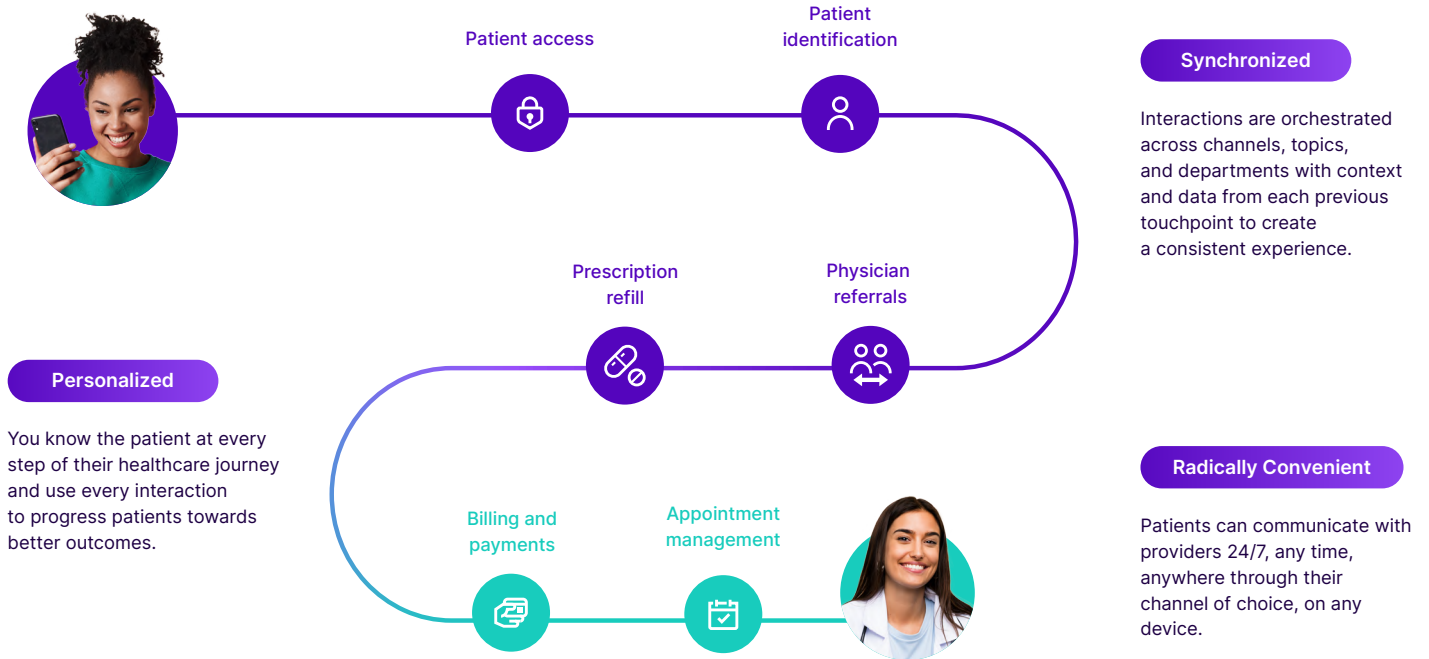 Patient access
Patient
identification
Synchronized
Interactions are orchestrated
across channels, topics,
and departments with context
and data from each previous
touchpoint to create
a consistent experience.
Prescription
refill
Physician
referrals
Personalized
You know the patient at every
step of their healthcare journey
and use every interaction
to progress patients towards
better outcomes.
Radically Convenient
Patients can communicate with
providers 24/7, any time,
anywhere through their
channel of choice, on any
device.
Billing and
payments
Appointment
management